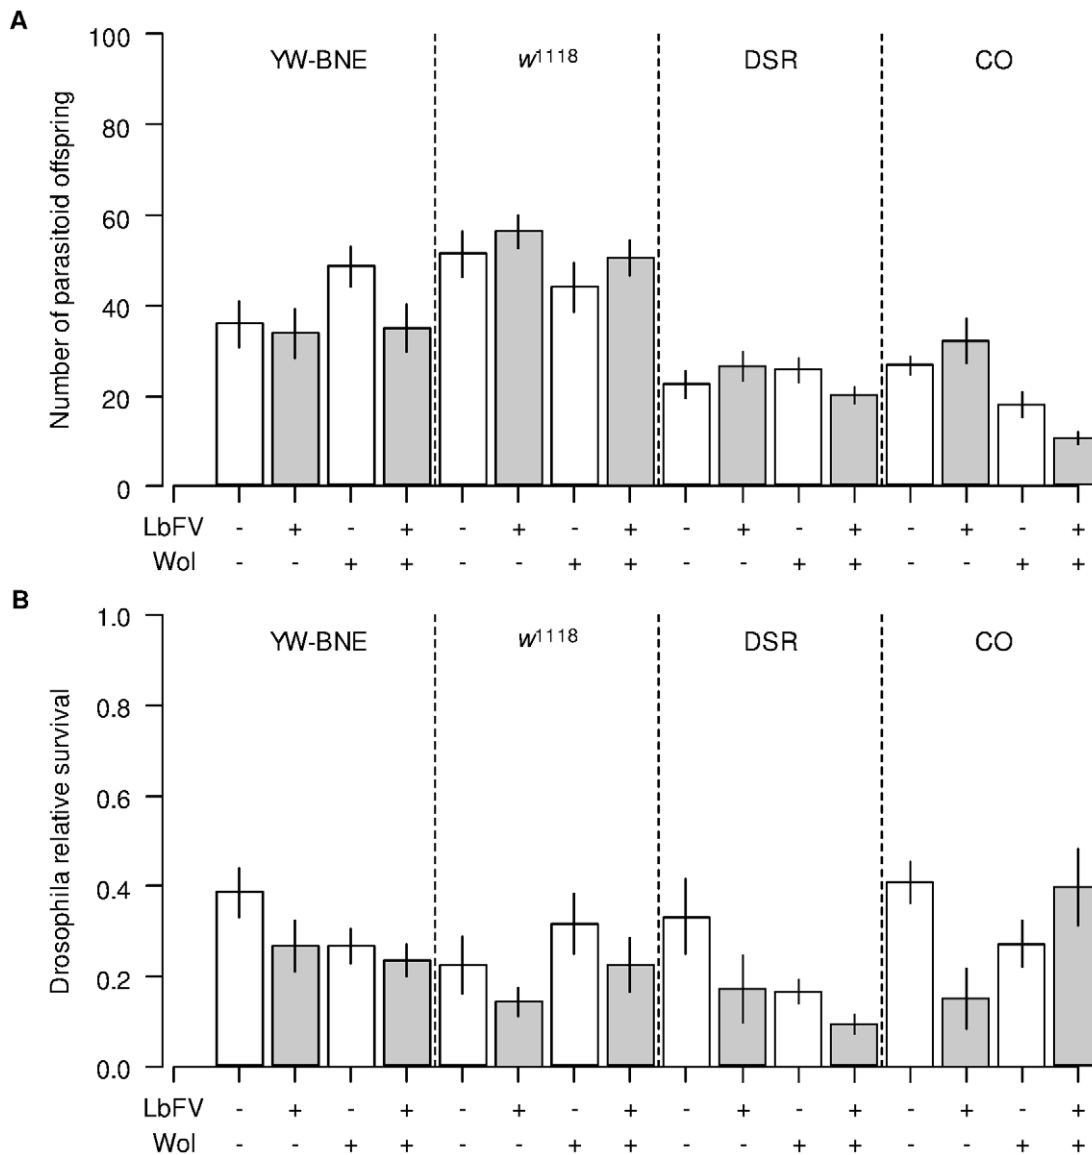 A
YW-BNE w1118 DSR CO
Number of parasitoid offspring
100
80
60
40
20
0
LbFV - + - + - + - + - + - + - + - +
Wol - - + + - - + + - - + + - - + +
B
YW-BNE w1118 DSR CO
Drosophila relative survival
1.0
0.8
0.6
0.4
0.2
0.0
LbFV - + - + - + - + - + - + - + - +
Wol - - + + - - + + - - + + - - + +